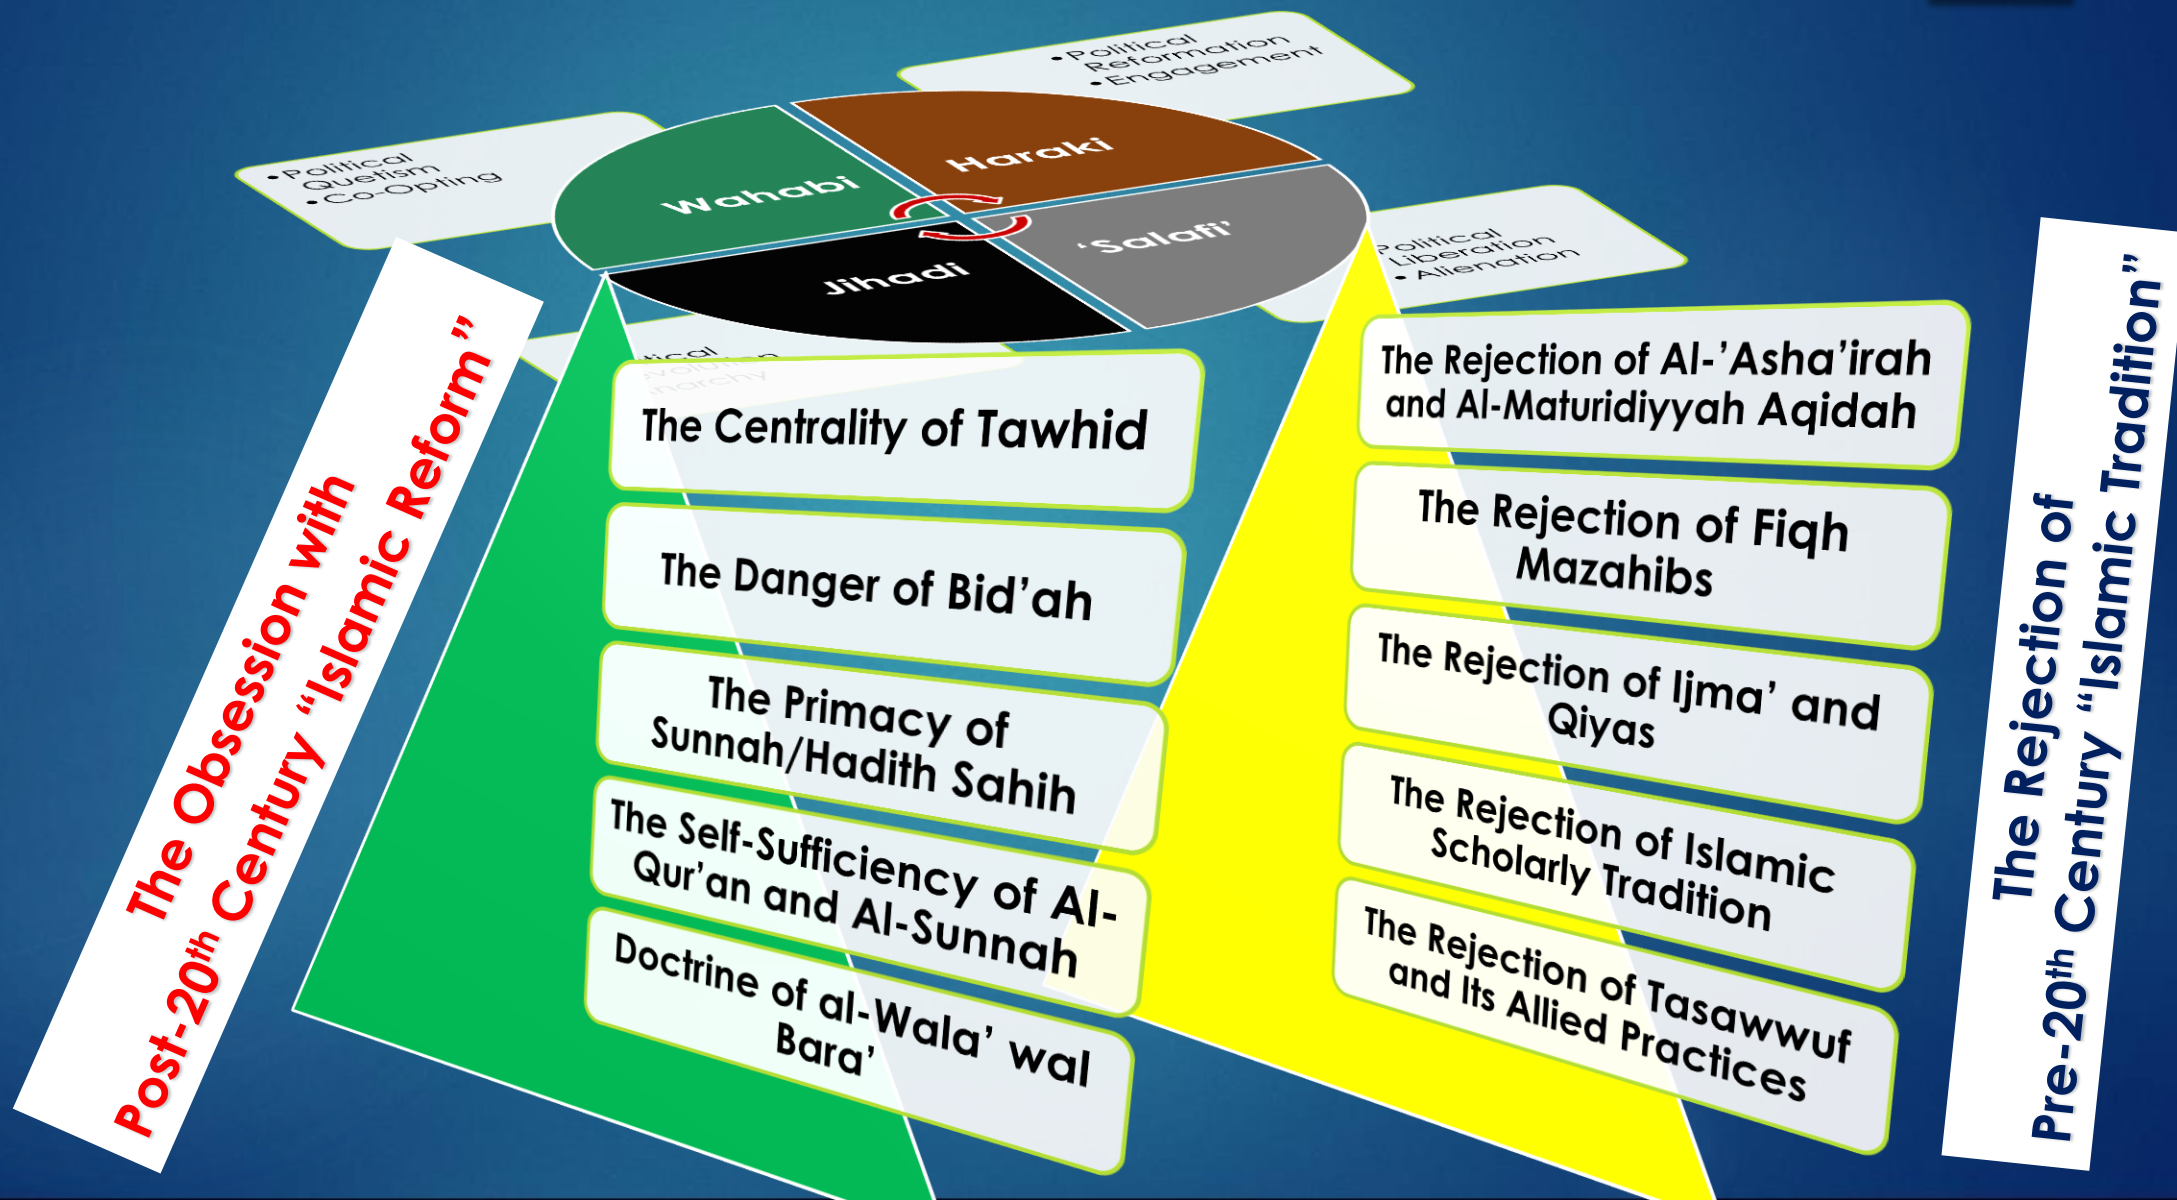 •Political
Reformation
•Engagement
•Political
Quetism
•Co-Opting
Haraki
Wahabi
'Salafi'
Jihadi
Political
Liberation
•Alienation
The Obsession with
Post-20th Century “Islamic Reform”
The Centrality of Tawhid
The Danger of Bid’ah
The Primacy of
Sunnah/Hadith Sahih
The Self-Sufficiency of Al-
Qur’an and Al-Sunnah
Doctrine of al-Wala’ wal
Bara’
The Rejection of Al-’Asha’irah
and Al-Maturidiyyah Aqidah
The Rejection of Fiqh
Mazahibs
The Rejection of Ijma’ and
Qiyas
The Rejection of Islamic
Scholarly Tradition
The Rejection of Tasawwuf
and Its Allied Practices
The Rejection of
Pre-20th Century “Islamic Tradition”